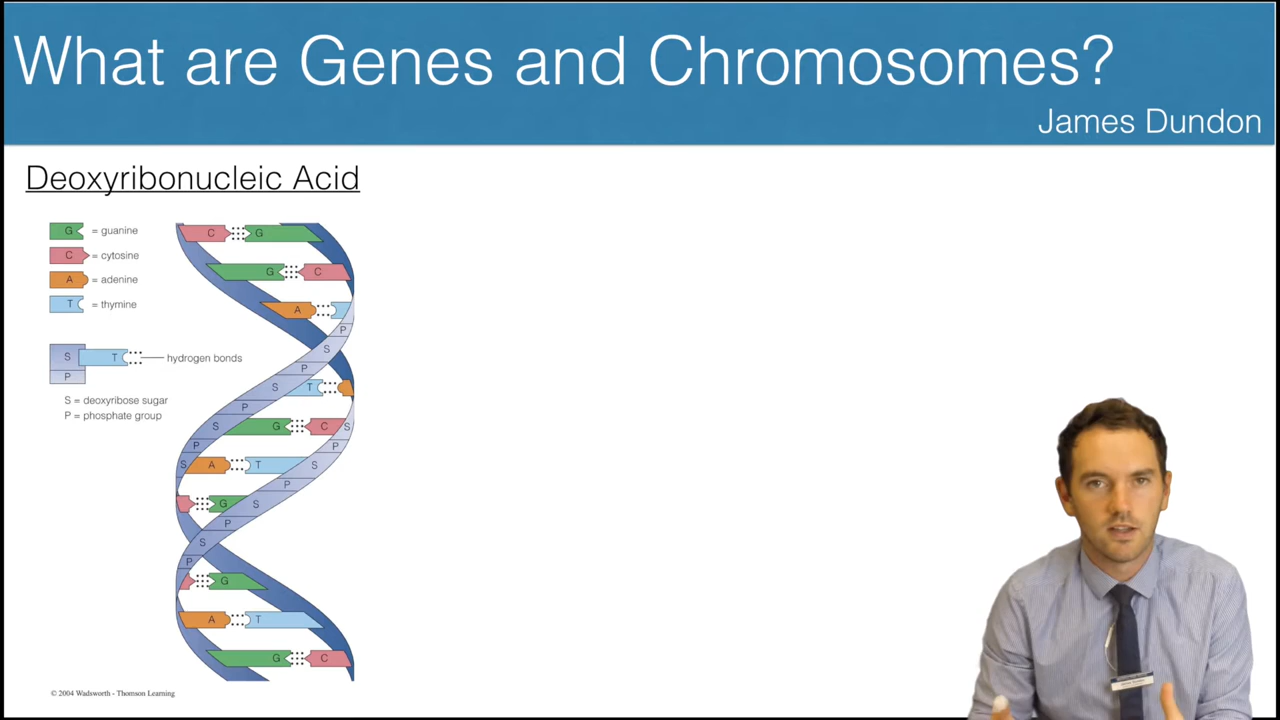 What are Genes and Chromosomes?
James Dundon
Deoxyribonucleic Acid
G = guanine
C = cytosine
A = adenine
T = thymine
S T hydrogen bonds
P
S = deoxyribose sugar
P = phosphate group
C G
G C
A T
P
S
P
S T
P
S G C S
P P
S A T S
P
G S
P
S
P
G
A T
G C
© 2004 Wadsworth - Thomson Learning